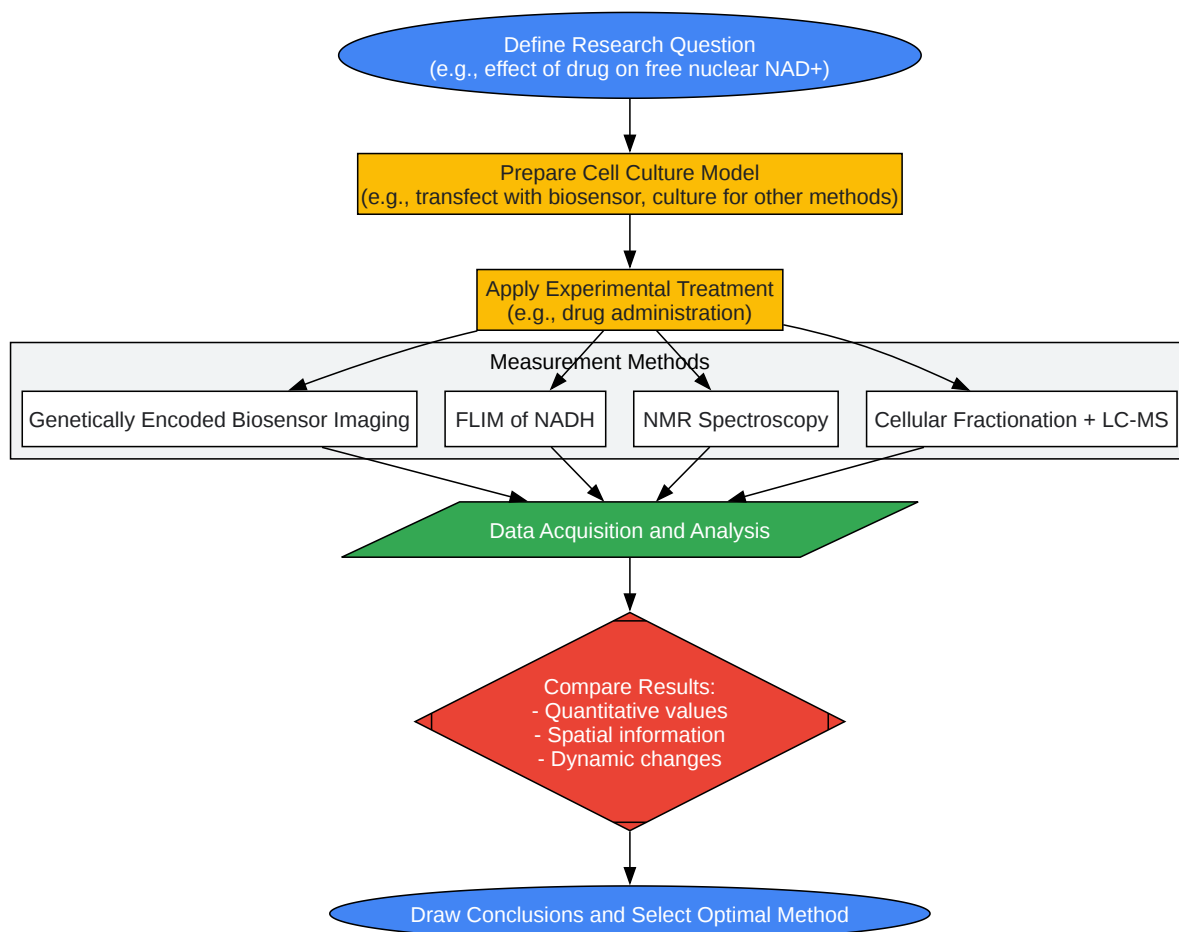 Define Research Question
(e.g., effect of drug on free nuclear NAD+)
Prepare Cell Culture Model
(e.g., transfect with biosensor, culture for other methods)
Apply Experimental Treatment
(e.g., drug administration)
Measurement Methods
Genetically Encoded Biosensor Imaging
FLIM of NADH
NMR Spectroscopy
Cellular Fractionation + LC-MS
Data Acquisition and Analysis
Compare Results:
- Quantitative values
- Spatial information
- Dynamic changes
Draw Conclusions and Select Optimal Method